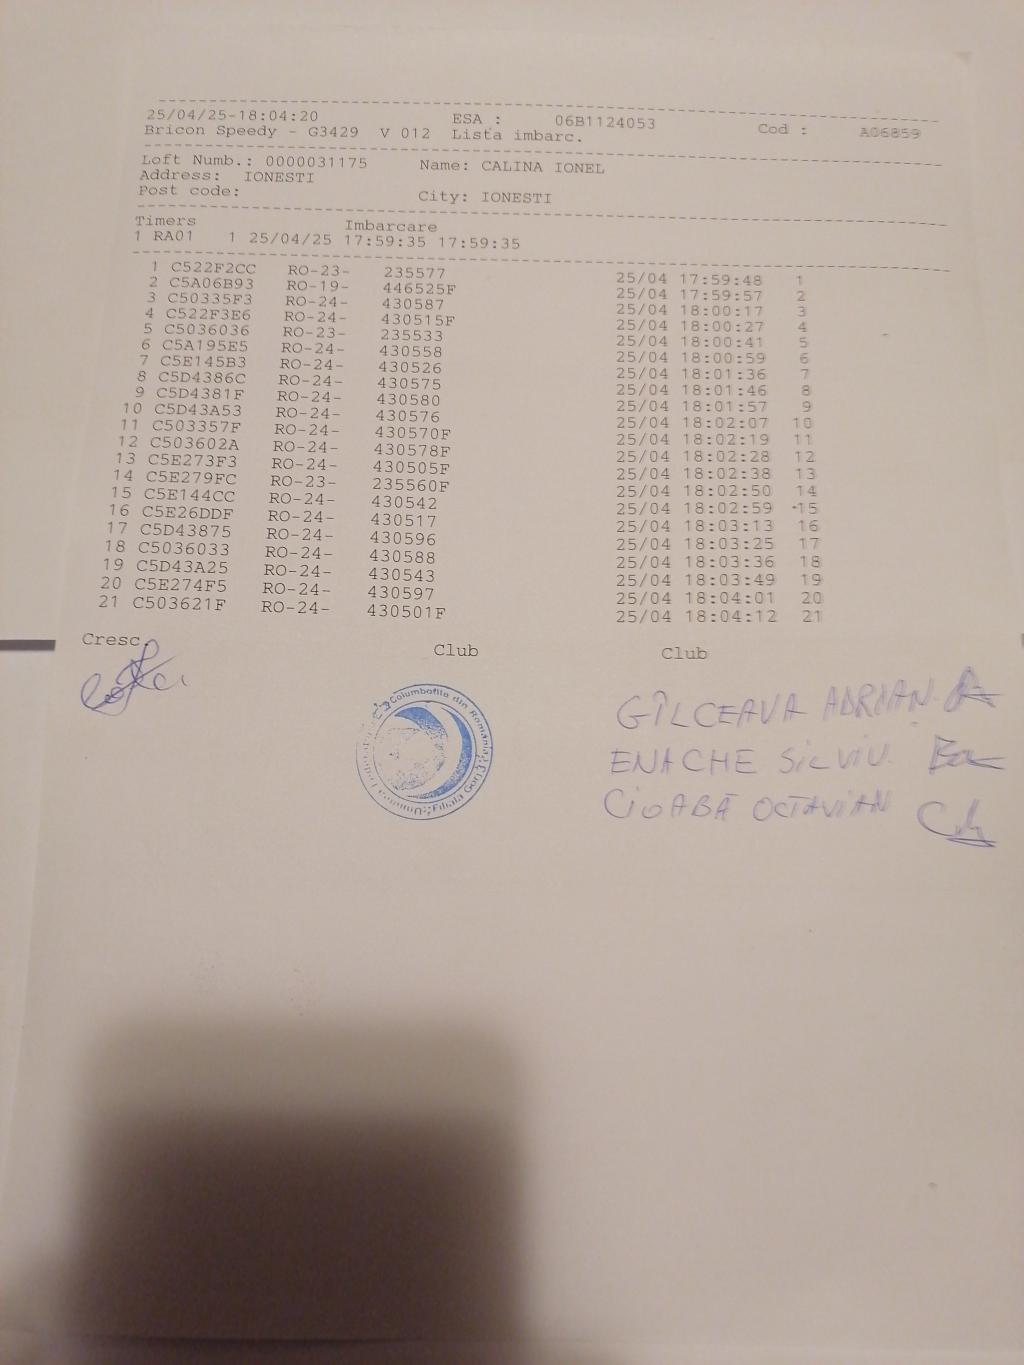 25/04/25-18:04:20 ESA : 06B1124053 Cod : A06859
Bricon Speedy - G3429 V 012 Lista imbarc.
Loft Numb.: 0000031175 Name: CALINA IONEL
Address: IONESTI
Post code: City: IONESTI
Timers Imbarcare
1 RA01 1 25/04/25 17:59:35 17:59:35
1 C522F2CC RO-23- 235577 25/04 17:59:48 1
2 C5A06B93 RO-19- 446525F 25/04 17:59:57 2
3 C50335F3 RO-24- 430587 25/04 18:00:17 3
4 C522F3E6 RO-24- 430515F 25/04 18:00:27 4
5 C5036036 RO-23- 235533 25/04 18:00:41 5
6 C5A195E5 RO-24- 430558 25/04 18:00:59 6
7 C5E145B3 RO-24- 430526 25/04 18:01:36 7
8 C5D4386C RO-24- 430575 25/04 18:01:46 8
9 C5D4381F RO-24- 430580 25/04 18:01:57 9
10 C5D43A53 RO-24- 430576 25/04 18:02:07 10
11 C503357F RO-24- 430570F 25/04 18:02:19 11
12 C503602A RO-24- 430578F 25/04 18:02:28 12
13 C5E273F3 RO-24- 430505F 25/04 18:02:38 13
14 C5E279FC RO-23- 235560F 25/04 18:02:50 14
15 C5E144CC RO-24- 430542 25/04 18:02:59 15
16 C5E26DDF RO-24- 430517 25/04 18:03:13 16
17 C5D43875 RO-24- 430596 25/04 18:03:25 17
18 C5036033 RO-24- 430588 25/04 18:03:36 18
19 C5D43A25 RO-24- 430543 25/04 18:03:49 19
20 C5E274F5 RO-24- 430597 25/04 18:04:01 20
21 C503621F RO-24- 430501F 25/04 18:04:12 21
Cresc. Club Club
Columbofila din România
Filiala Gorj
GÎLCEAVA ADRIAN
ENACHE SILVIU
CIOABĂ OCTAVIAN